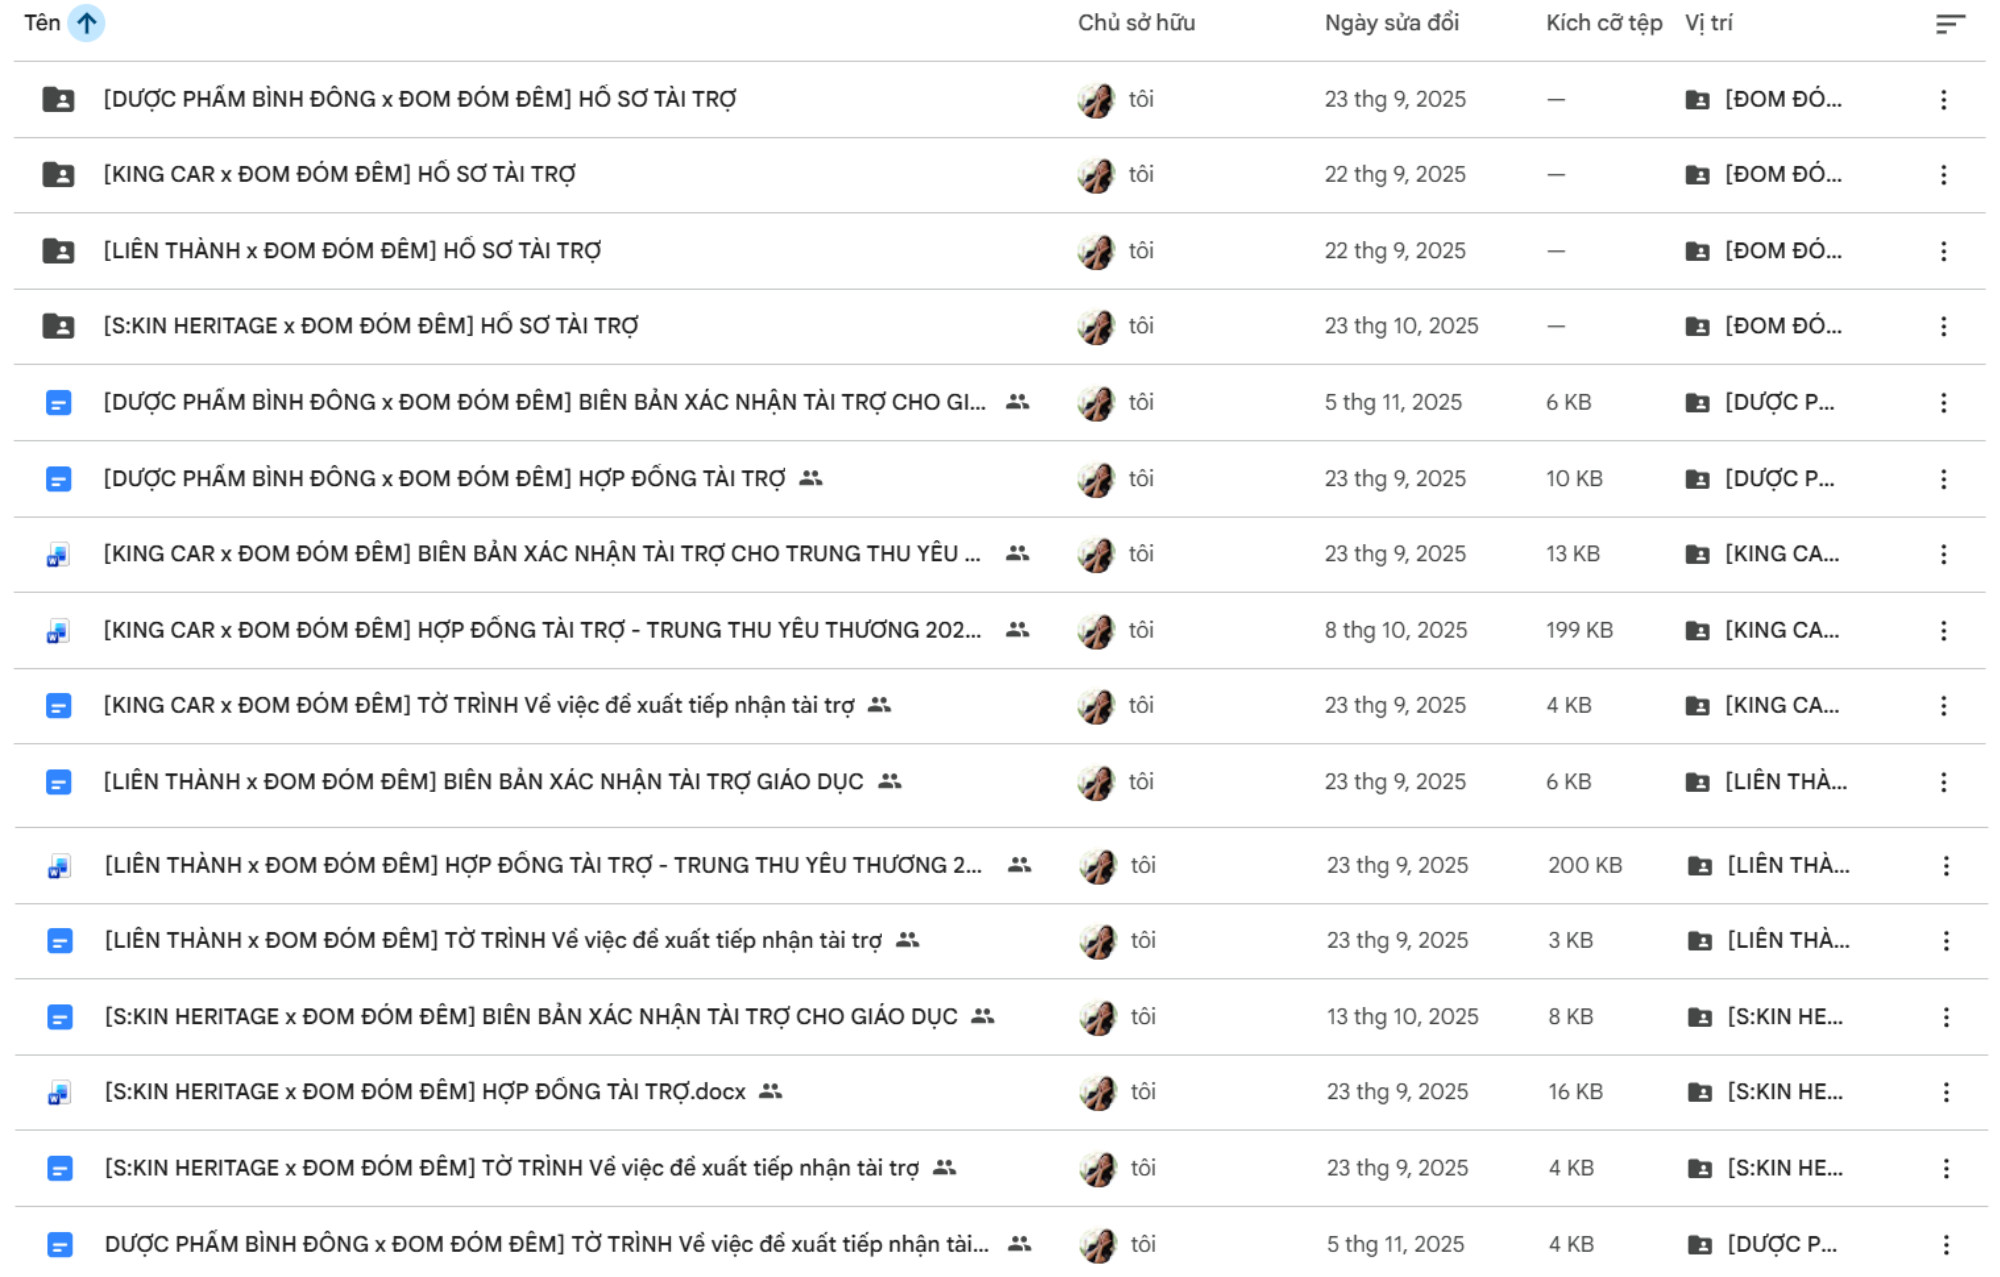 Tên Chủ sở hữu Ngày sửa đổi Kích cỡ tệp Vị trí
[DƯỢC PHẨM BÌNH ĐÔNG x ĐOM ĐÓM ĐÊM] HỒ SƠ TÀI TRỢ tôi 23 thg 9, 2025 — [ĐOM ĐÓ...
[KING CAR x ĐOM ĐÓM ĐÊM] HỒ SƠ TÀI TRỢ tôi 22 thg 9, 2025 — [ĐOM ĐÓ...
[LIÊN THÀNH x ĐOM ĐÓM ĐÊM] HỒ SƠ TÀI TRỢ tôi 22 thg 9, 2025 — [ĐOM ĐÓ...
[S:KIN HERITAGE x ĐOM ĐÓM ĐÊM] HỒ SƠ TÀI TRỢ tôi 23 thg 10, 2025 — [ĐOM ĐÓ...
[DƯỢC PHẨM BÌNH ĐÔNG x ĐOM ĐÓM ĐÊM] BIÊN BẢN XÁC NHẬN TÀI TRỢ CHO GI... tôi 5 thg 11, 2025 6 KB [DƯỢC P...
[DƯỢC PHẨM BÌNH ĐÔNG x ĐOM ĐÓM ĐÊM] HỢP ĐỒNG TÀI TRỢ tôi 23 thg 9, 2025 10 KB [DƯỢC P...
[KING CAR x ĐOM ĐÓM ĐÊM] BIÊN BẢN XÁC NHẬN TÀI TRỢ CHO TRUNG THU YÊU ... tôi 23 thg 9, 2025 13 KB [KING CA...
[KING CAR x ĐOM ĐÓM ĐÊM] HỢP ĐỒNG TÀI TRỢ - TRUNG THU YÊU THƯƠNG 202... tôi 8 thg 10, 2025 199 KB [KING CA...
[KING CAR x ĐOM ĐÓM ĐÊM] TỜ TRÌNH Về việc đề xuất tiếp nhận tài trợ tôi 23 thg 9, 2025 4 KB [KING CA...
[LIÊN THÀNH x ĐOM ĐÓM ĐÊM] BIÊN BẢN XÁC NHẬN TÀI TRỢ GIÁO DỤC tôi 23 thg 9, 2025 6 KB [LIÊN THÀ...
[LIÊN THÀNH x ĐOM ĐÓM ĐÊM] HỢP ĐỒNG TÀI TRỢ - TRUNG THU YÊU THƯƠNG 2... tôi 23 thg 9, 2025 200 KB [LIÊN THÀ...
[LIÊN THÀNH x ĐOM ĐÓM ĐÊM] TỜ TRÌNH Về việc đề xuất tiếp nhận tài trợ tôi 23 thg 9, 2025 3 KB [LIÊN THÀ...
[S:KIN HERITAGE x ĐOM ĐÓM ĐÊM] BIÊN BẢN XÁC NHẬN TÀI TRỢ CHO GIÁO DỤC tôi 13 thg 10, 2025 8 KB [S:KIN HE...
[S:KIN HERITAGE x ĐOM ĐÓM ĐÊM] HỢP ĐỒNG TÀI TRỢ.docx tôi 23 thg 9, 2025 16 KB [S:KIN HE...
[S:KIN HERITAGE x ĐOM ĐÓM ĐÊM] TỜ TRÌNH Về việc đề xuất tiếp nhận tài trợ tôi 23 thg 9, 2025 4 KB [S:KIN HE...
DƯỢC PHẨM BÌNH ĐÔNG x ĐOM ĐÓM ĐÊM] TỜ TRÌNH Về việc đề xuất tiếp nhận tài... tôi 5 thg 11, 2025 4 KB [DƯỢC P...